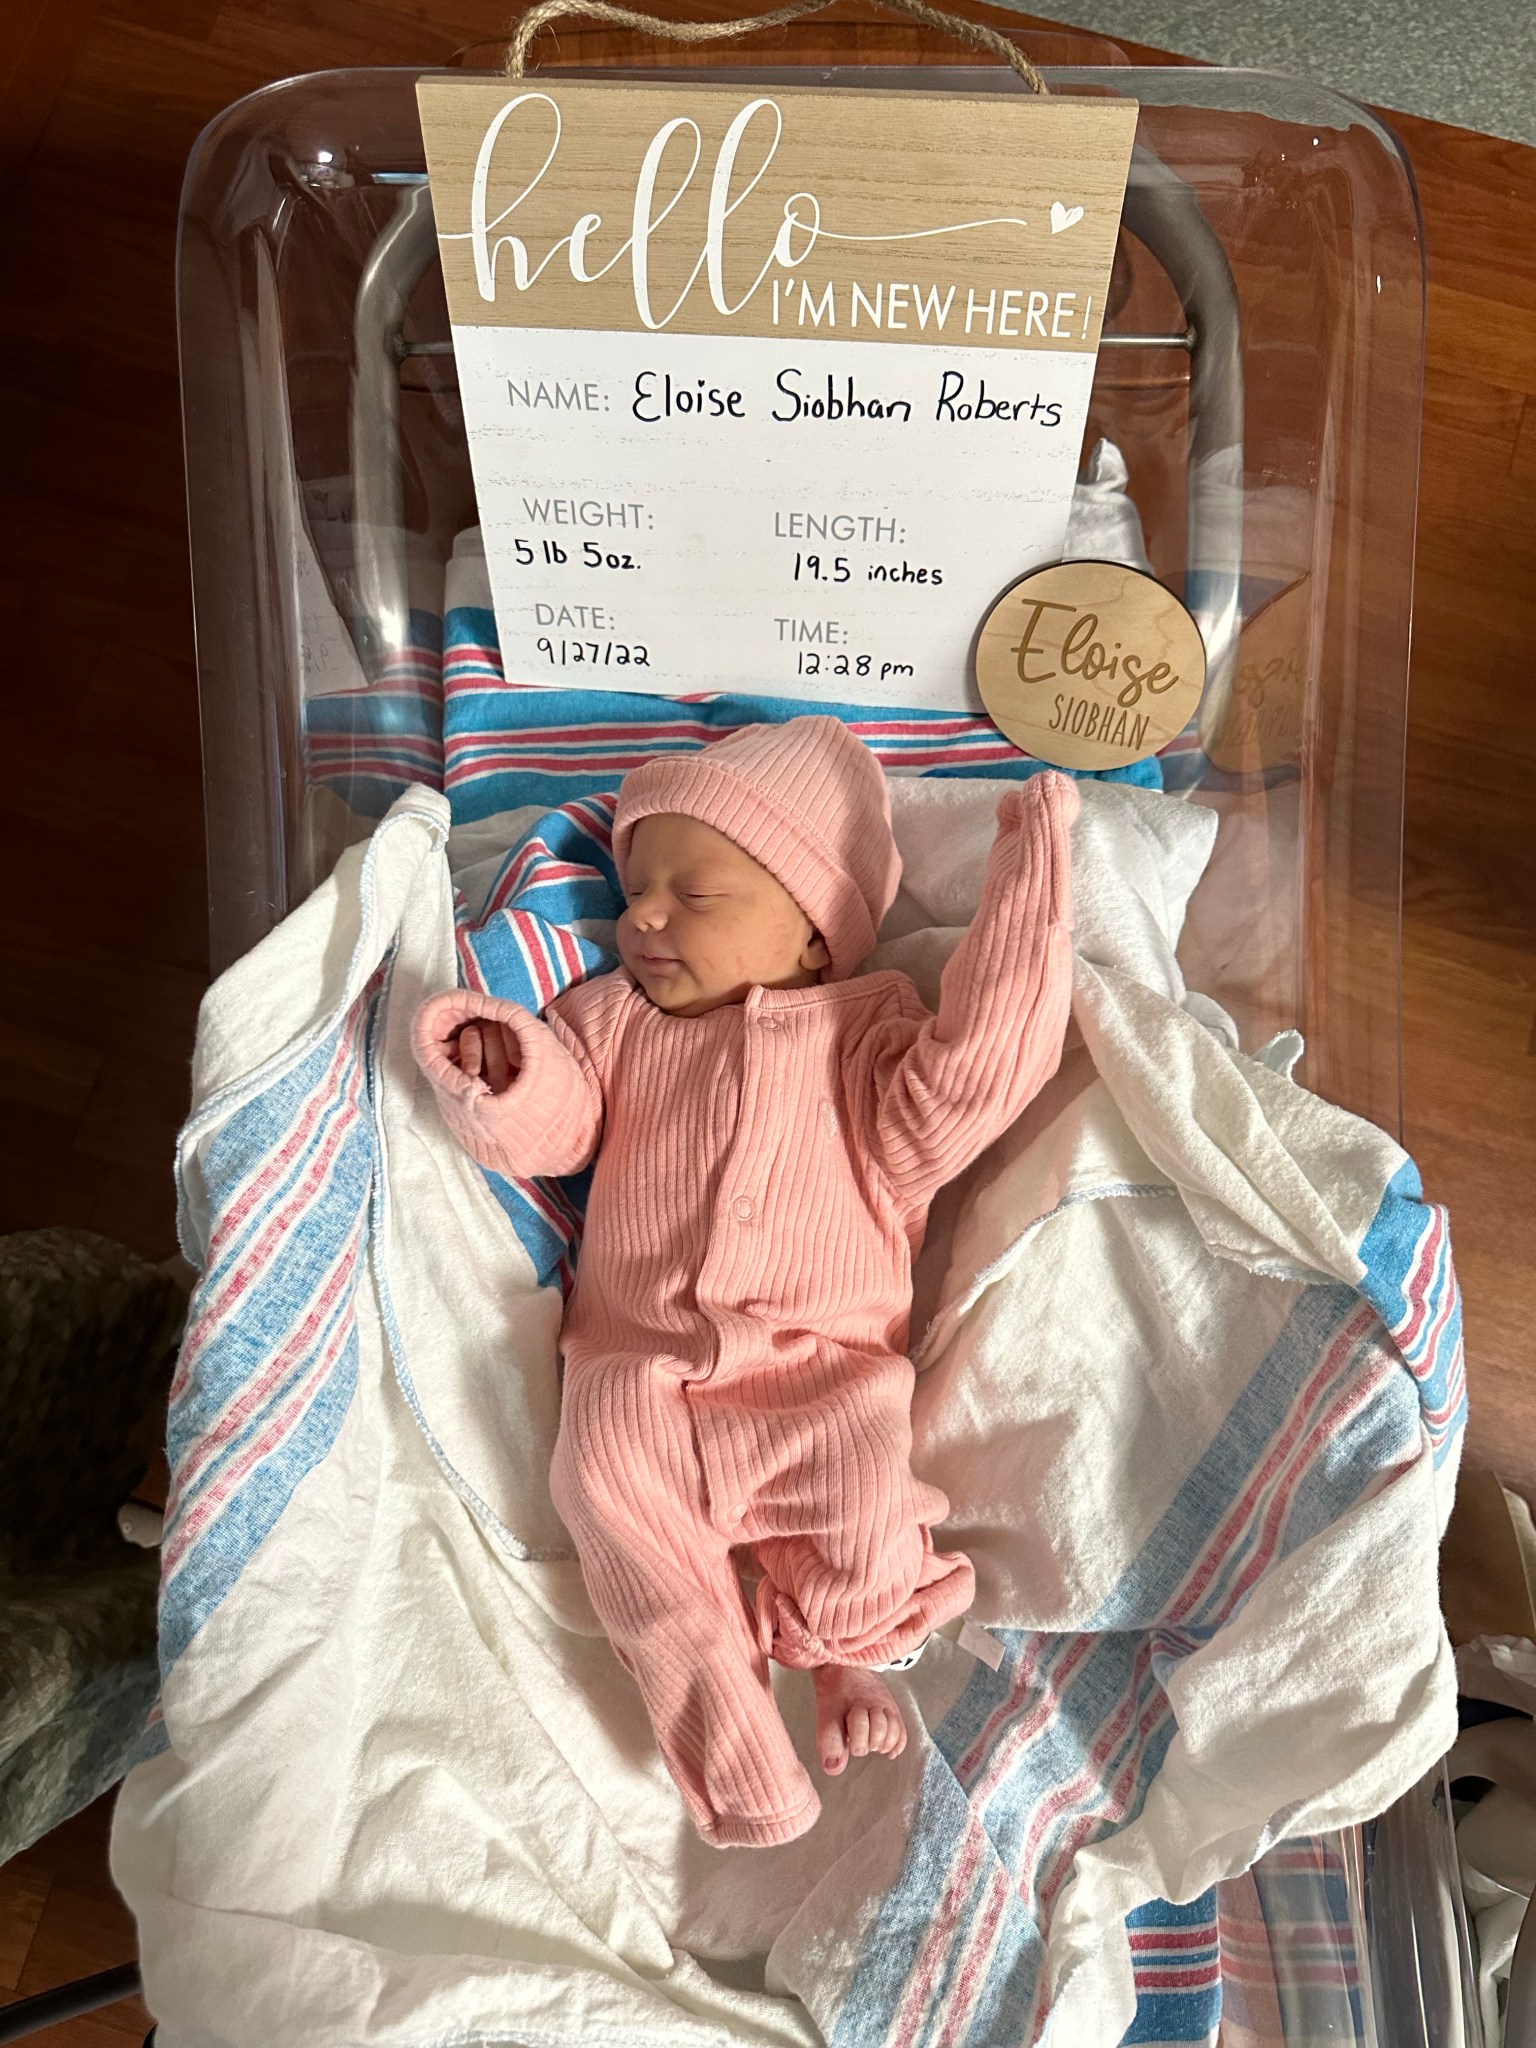 hello
I'M NEW HERE!
NAME: Eloise Siobhan Roberts
WEIGHT:
5 lb 5oz.
LENGTH:
19.5 inches
DATE:
9/27/22
TIME:
12:28 pm
Eloise
SIOBHAN